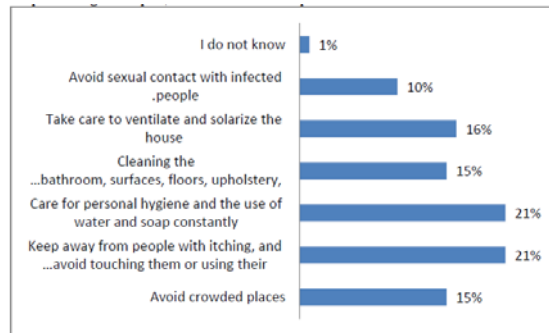 I do not know
1%
Avoid sexual contact with infected
.people
10%
Take care to ventilate and solarize the
house
16%
Cleaning the
...bathroom, surfaces, floors, upholstery,
15%
Care for personal hygiene and the use of
water and soap constantly
21%
Keep away from people with itching, and
...avoid touching them or using their
21%
Avoid crowded places
15%